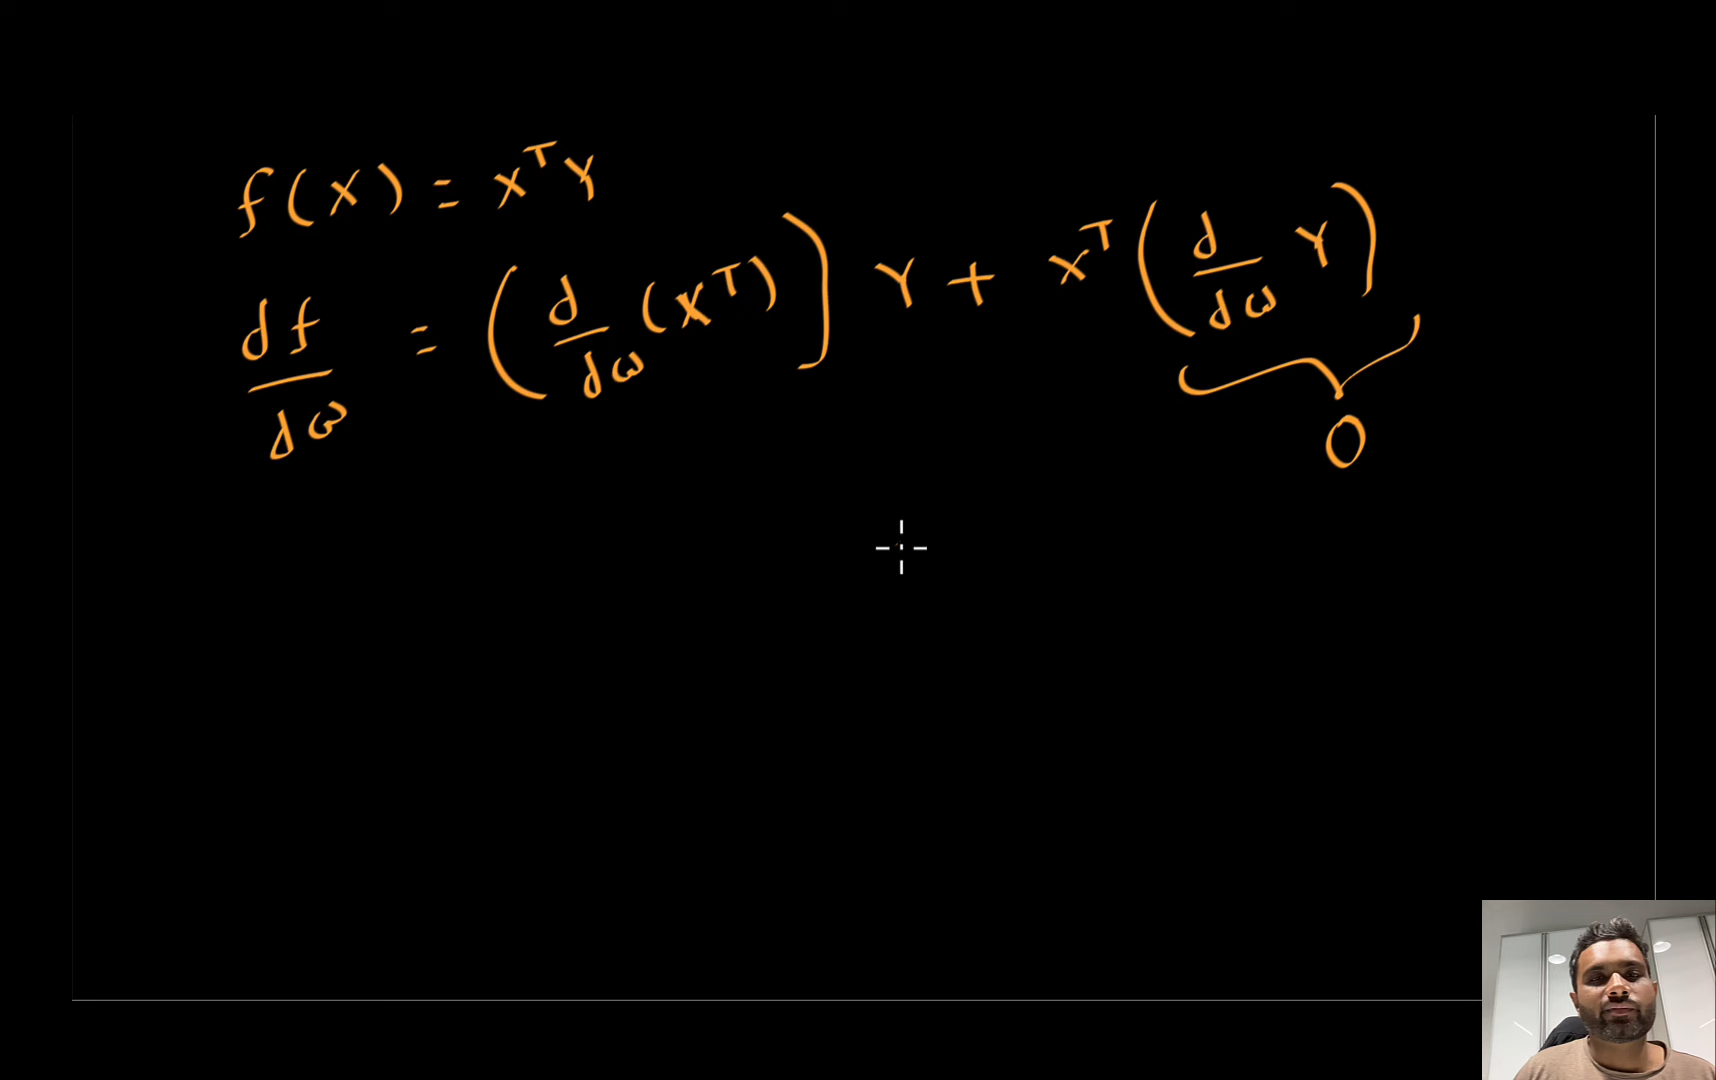 f(x) = x^T Y
df/dω = (d/dω (x^T)) Y + x^T (d/dω Y)
0